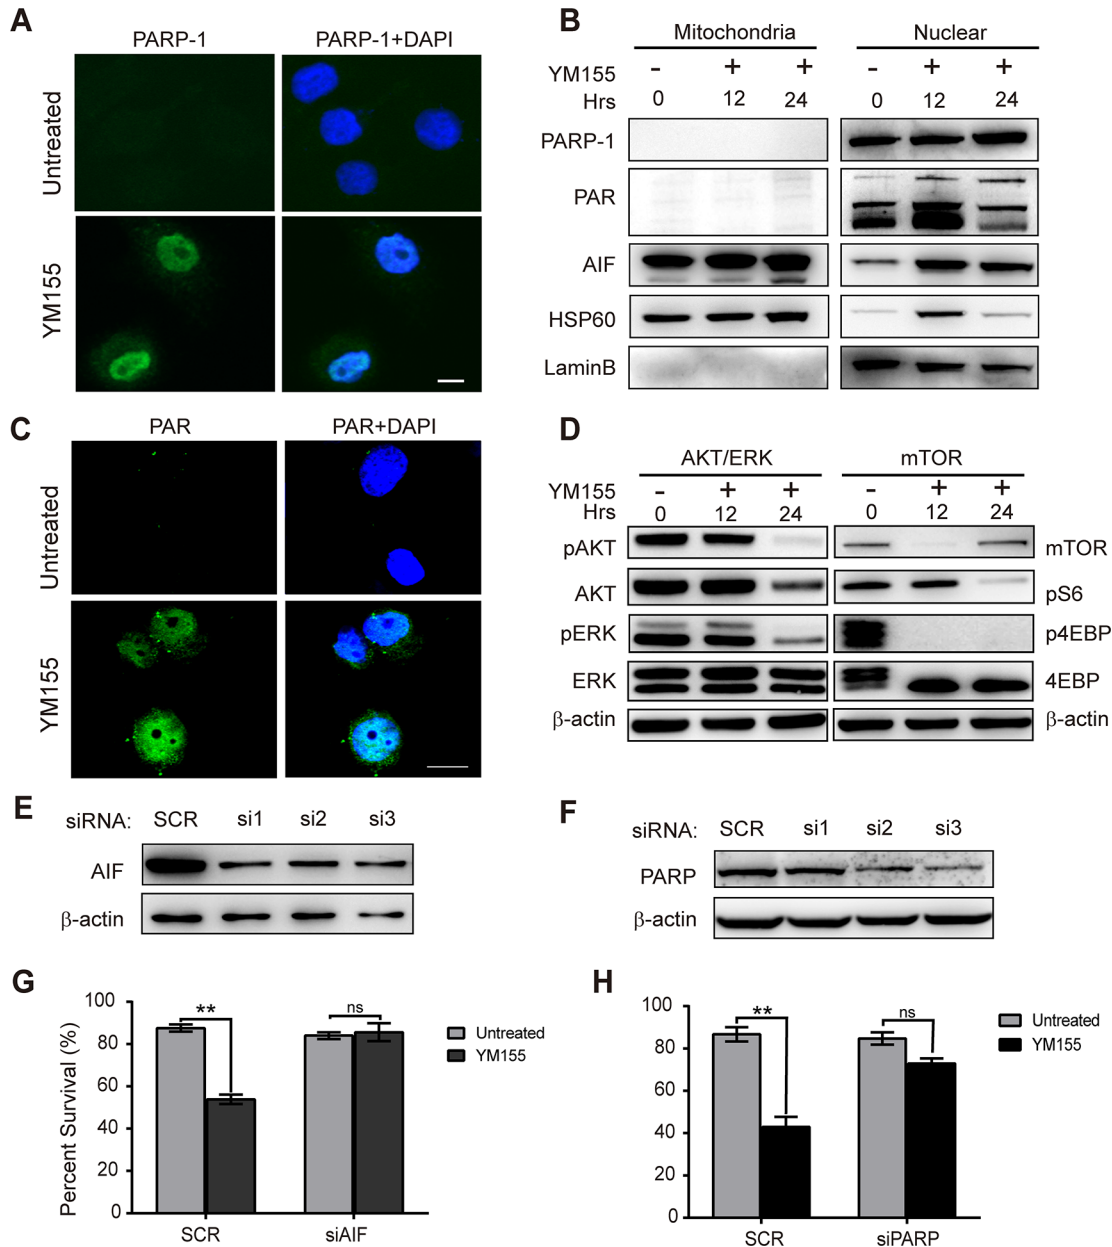 A
PARP-1 PARP-1+DAPI
Untreated
YM155
B
Mitochondria Nuclear
YM155 - + + - + +
Hrs 0 12 24 0 12 24
PARP-1
PAR
AIF
HSP60
LaminB
C
PAR PAR+DAPI
Untreated
YM155
D
AKT/ERK mTOR
YM155 - + + - + +
Hrs 0 12 24 0 12 24
pAKT mTOR
AKT pS6
pERK p4EBP
ERK 4EBP
β-actin β-actin
E
siRNA: SCR si1 si2 si3
AIF
β-actin
F
siRNA: SCR si1 si2 si3
PARP
β-actin
G
Percent Survival (%)
100
80
60
40
20
0
** ns
Untreated
YM155
SCR siAIF
H
100
80
60
40
20
0
** ns
Untreated
YM155
SCR siPARP